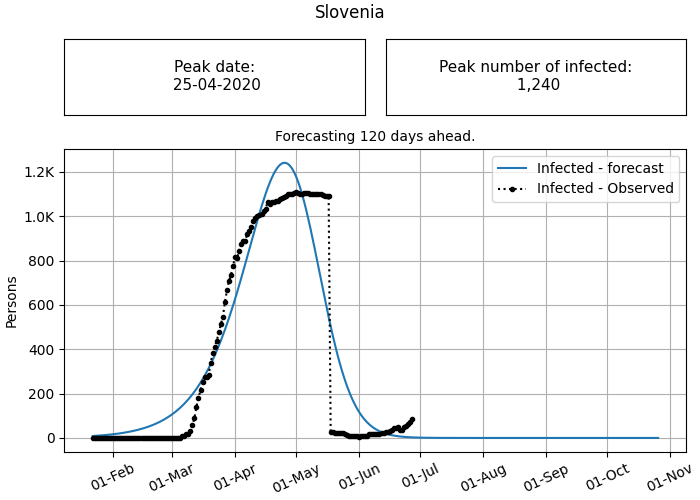 Slovenia
Peak date:
25-04-2020
Peak number of infected:
1,240
Forecasting 120 days ahead.
Infected - forecast
Infected - Observed
Persons
1.2K
1.0K
800
600
400
200
0
01-Feb
01-Mar
01-Apr
01-May
01-Jun
01-Jul
01-Aug
01-Sep
01-Oct
01-Nov